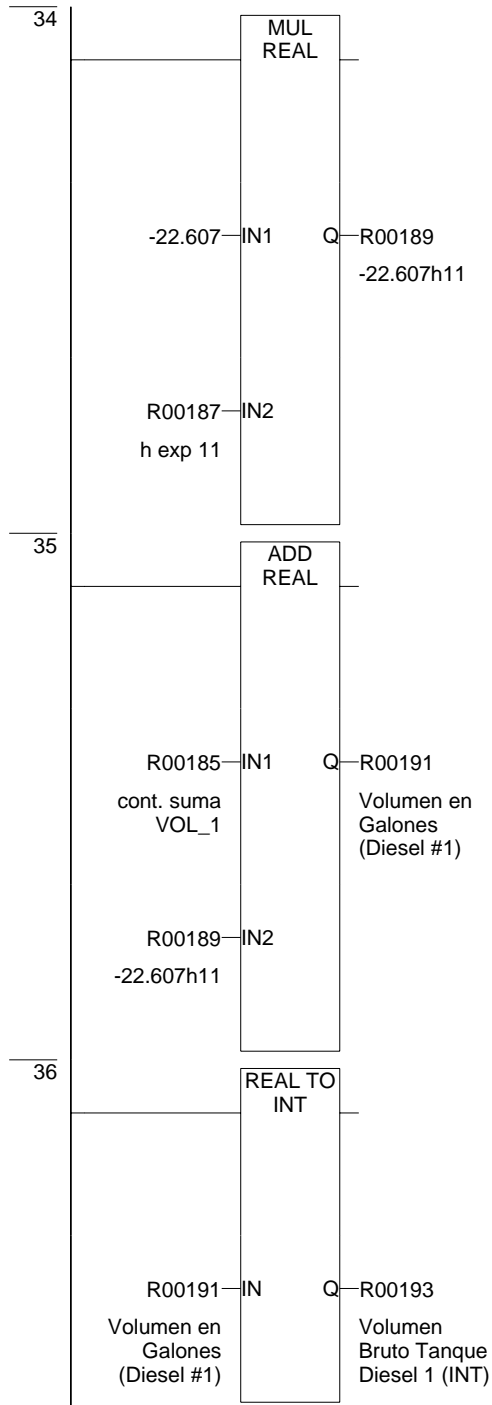 34
MUL
REAL
-22.607 IN1 Q R00189
-22.607h11
R00187 IN2
h exp 11
35
ADD
REAL
R00185 IN1 Q R00191
cont. suma
VOL_1
Volumen en
Galones
(Diesel #1)
R00189 IN2
-22.607h11
36
REAL TO
INT
R00191 IN Q R00193
Volumen en
Galones
(Diesel #1)
Volumen
Bruto Tanque
Diesel 1 (INT)